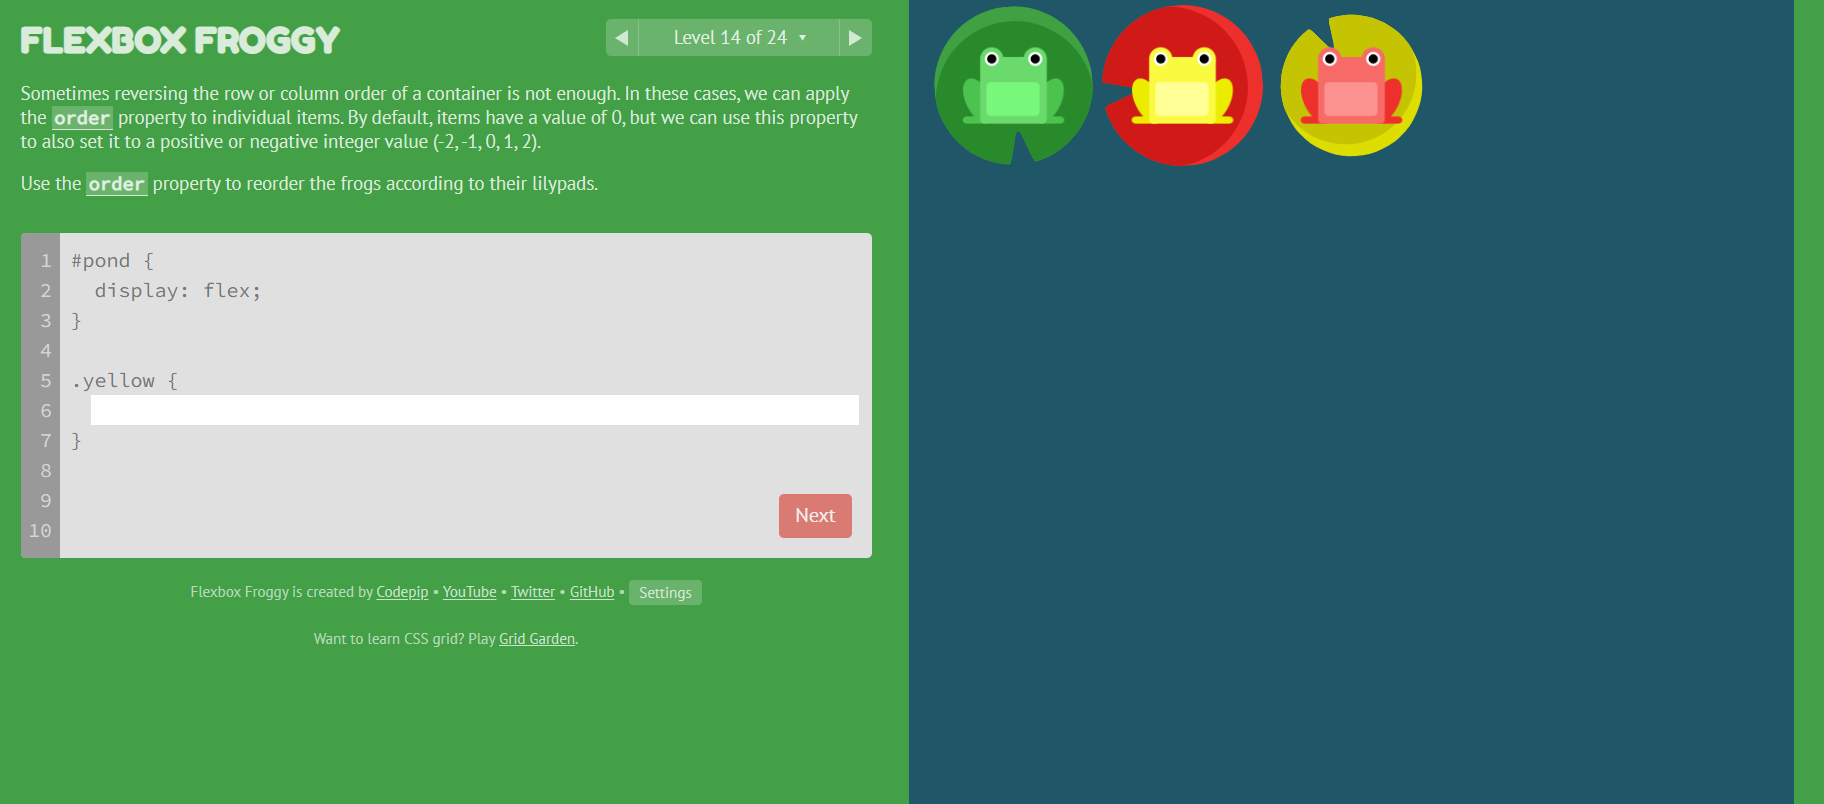 FLEXBOX FROGGY
Level 14 of 24
Sometimes reversing the row or column order of a container is not enough. In these cases, we can apply
the order property to individual items. By default, items have a value of 0, but we can use this property
to also set it to a positive or negative integer value (-2, -1, 0, 1, 2).
Use the order property to reorder the frogs according to their lilypads.
1 #pond {
2 display: flex;
3 }
4
5 .yellow {
6
7 }
8
9
10
Next
Flexbox Froggy is created by Codepip • YouTube • Twitter • GitHub • Settings
Want to learn CSS grid? Play Grid Garden.